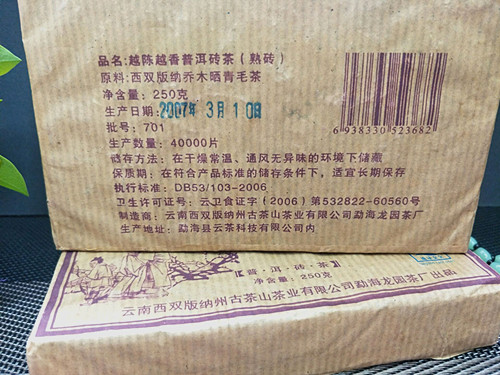 品名:越陈越香普洱砖茶(熟砖)
原料:西双版纳乔木晒青毛茶
净含量:250克
生产日期:2007年 3月 10日
批号:701
生产数量:40000片
储存方法:在干燥常温、通风无异味的环境下储藏
保质期:在符合产品标准的储存条件下,适宜长期保存
执行标准:DB53/103-2006
卫生许可证号:云卫食证字(2006)第532822-60560号
制造商:云南西双版纳州古茶山茶业有限公司勐海龙园茶厂
生产地址:勐海县云茶科技有限公司内
6 938330 523682
【普·洱·砖·茶】
净含量:250克
云南西双版纳州古茶山茶业有限公司勐海龙园茶厂出品